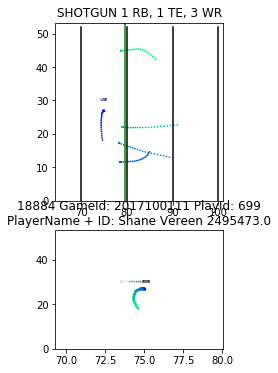 SHOTGUN 1 RB, 1 TE, 3 WR
50
40
30
20
10
0
70 80 90 100
18884 GameId: 2017100111 PlayId: 699
PlayerName + ID: Shane Vereen 2495473.0
40
20
0
70.0 72.5 75.0 77.5 80.0